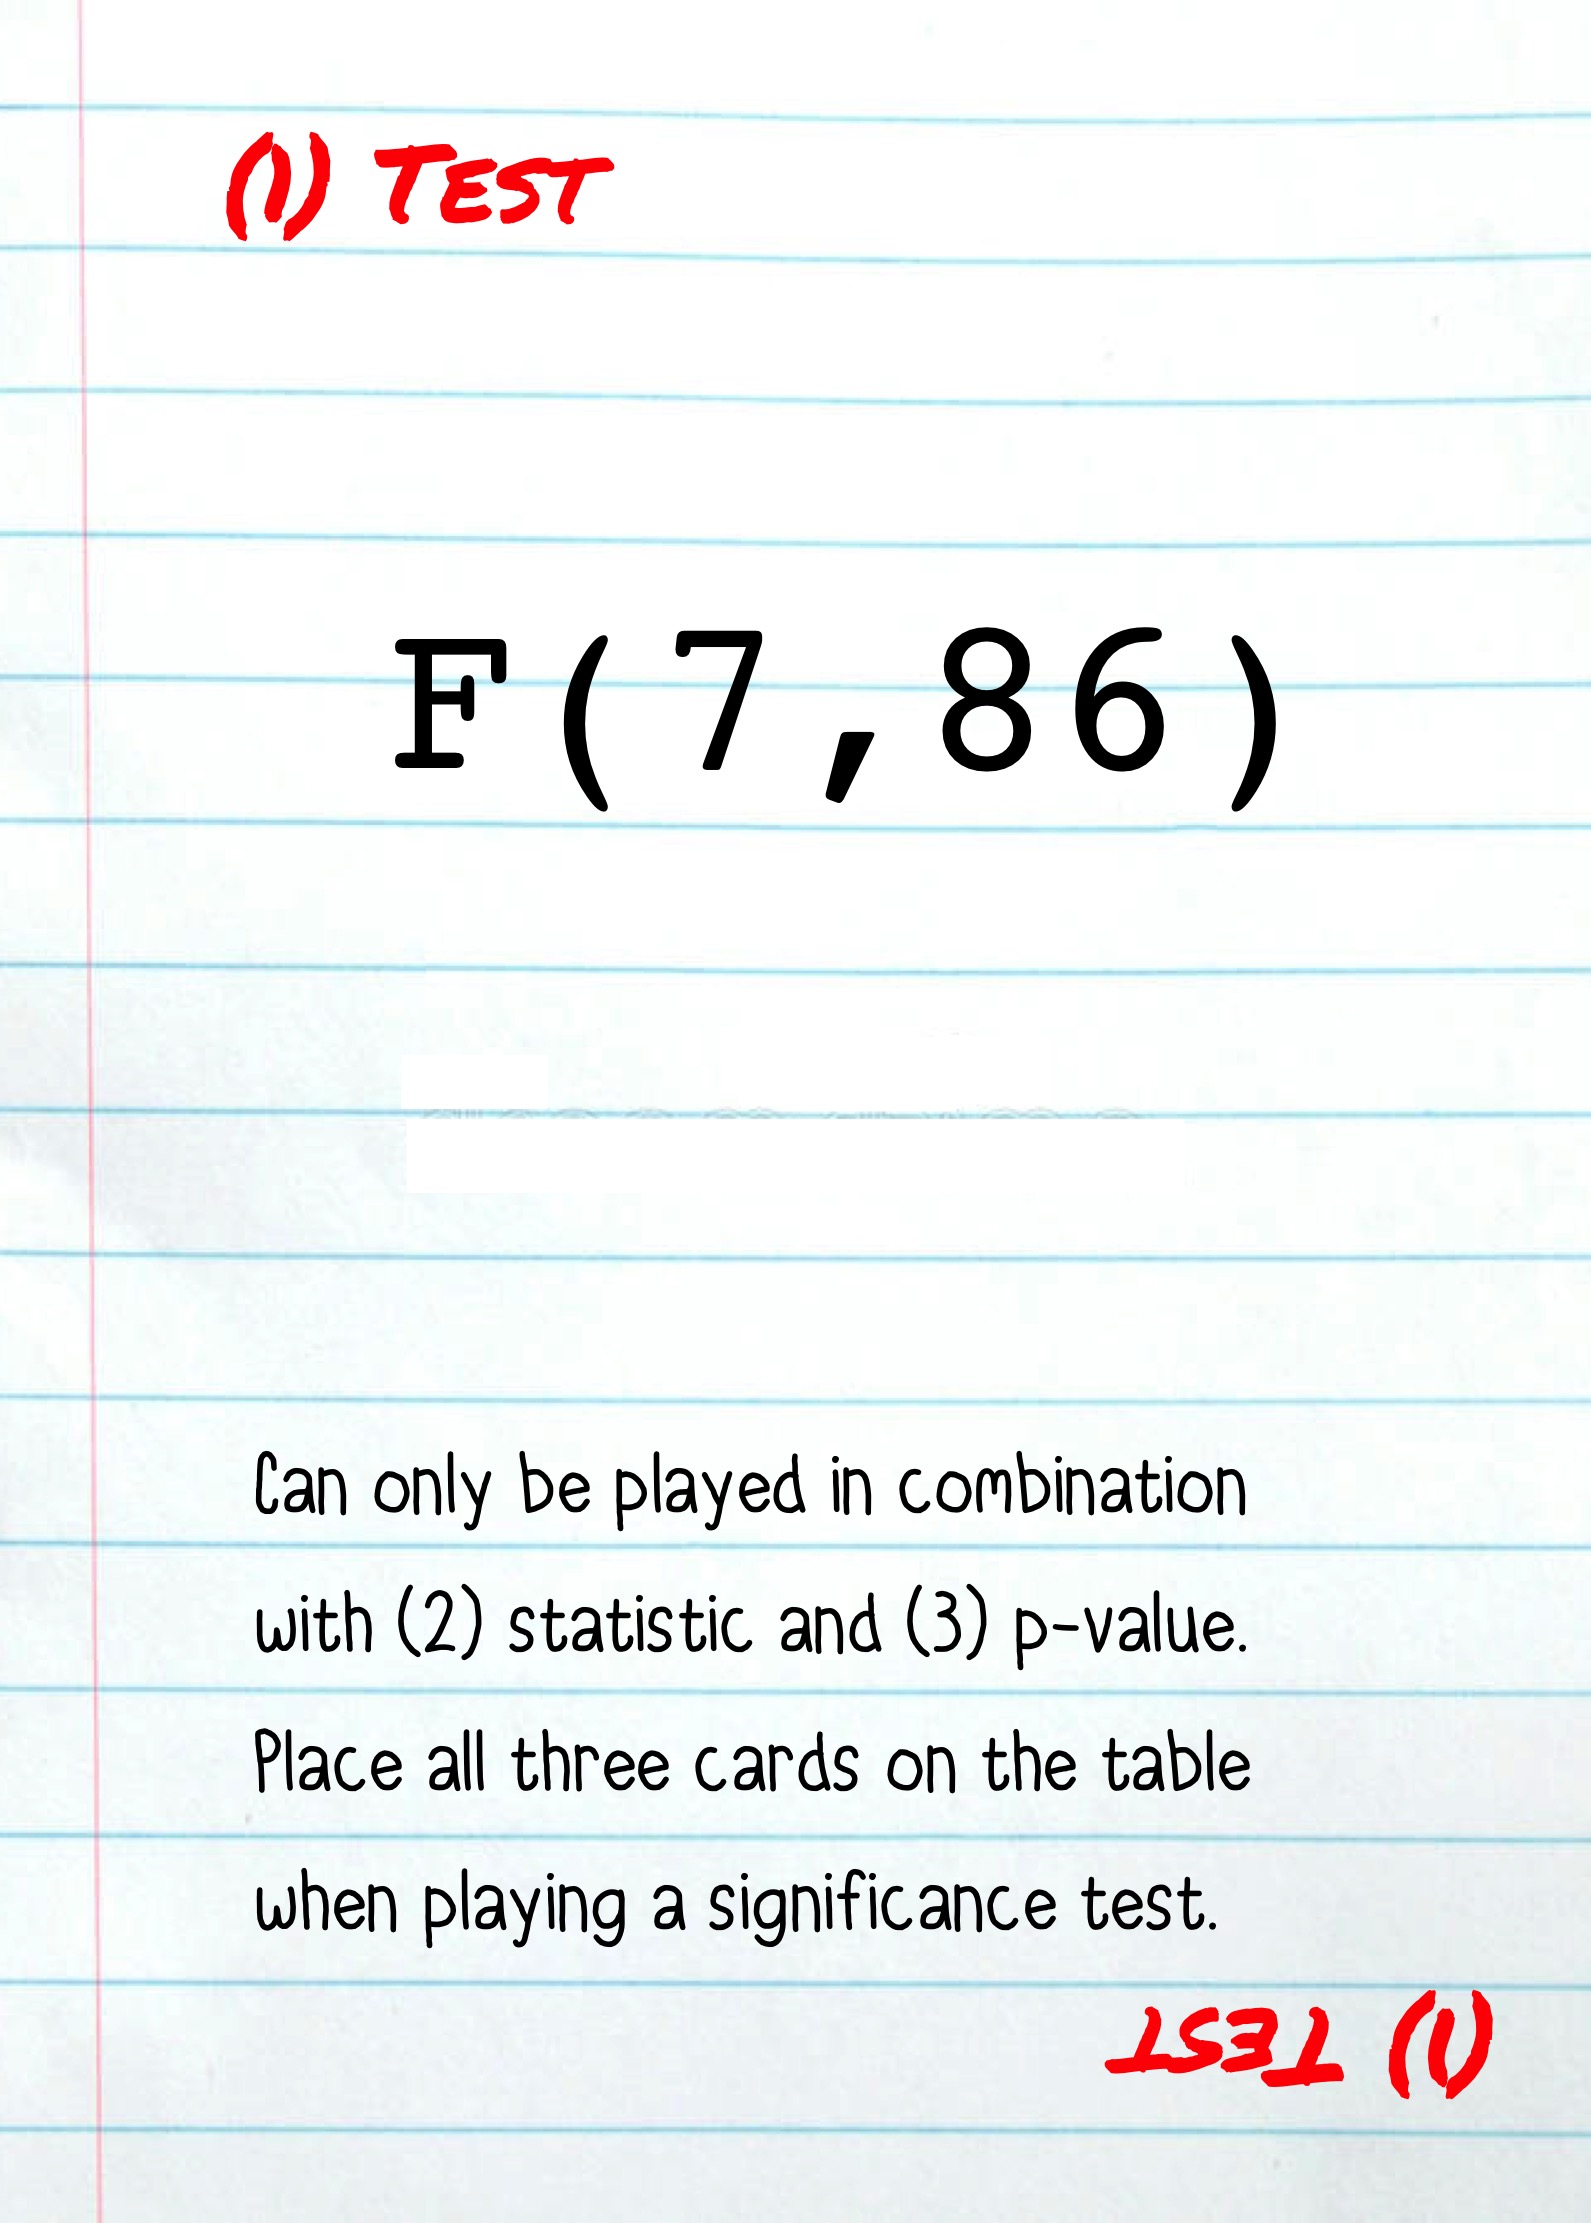 (1) TEST
F(7,86)
Can only be played in combination
with (2) statistic and (3) p-value.
Place all three cards on the table
when playing a significance test.
(1) TEST